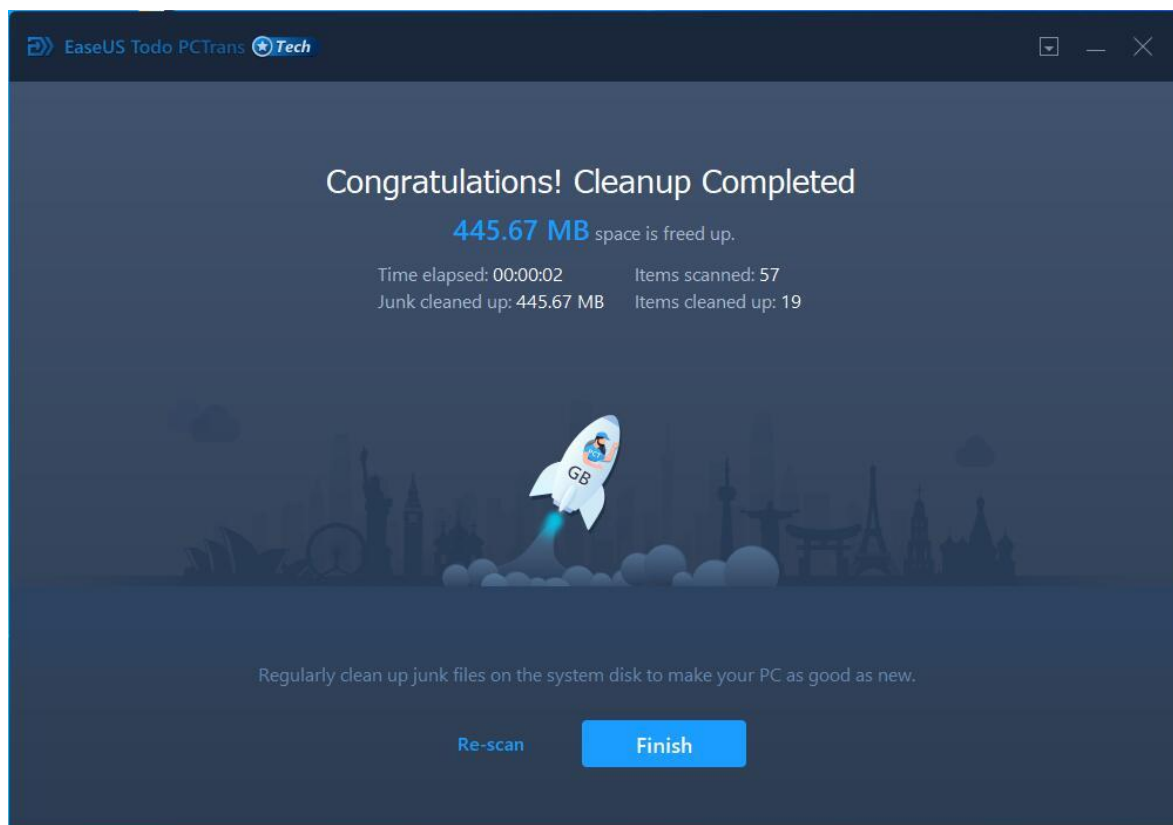 EaseUS Todo PCTrans Tech
Congratulations! Cleanup Completed
445.67 MB space is freed up.
Time elapsed: 00:00:02 Items scanned: 57
Junk cleaned up: 445.67 MB Items cleaned up: 19
PCT
GB
Regularly clean up junk files on the system disk to make your PC as good as new.
Re-scan Finish